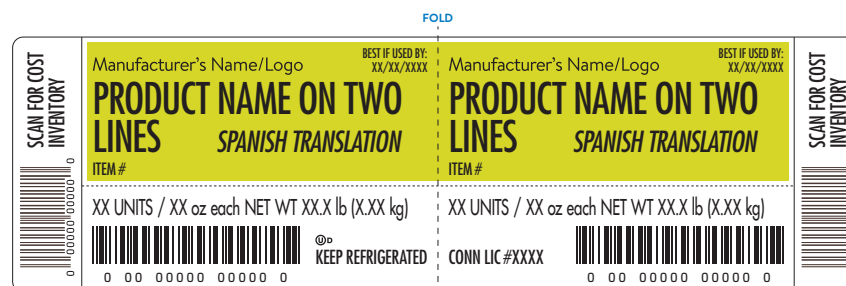 FOLD
SCAN FOR COST
INVENTORY
0 00000 00000 0
Manufacturer's Name/Logo
BEST IF USED BY:
XX/XX/XXXX
PRODUCT NAME ON TWO
LINES SPANISH TRANSLATION
ITEM #
XX UNITS / XX oz each NET WT XX.X lb (X.XX kg)
0 00 00000 00000 0
U D
KEEP REFRIGERATED
Manufacturer's Name/Logo
BEST IF USED BY:
XX/XX/XXXX
PRODUCT NAME ON TWO
LINES SPANISH TRANSLATION
ITEM #
XX UNITS / XX oz each NET WT XX.X lb (X.XX kg)
CONN LIC #XXXX
0 00 00000 00000 0
SCAN FOR COST
INVENTORY